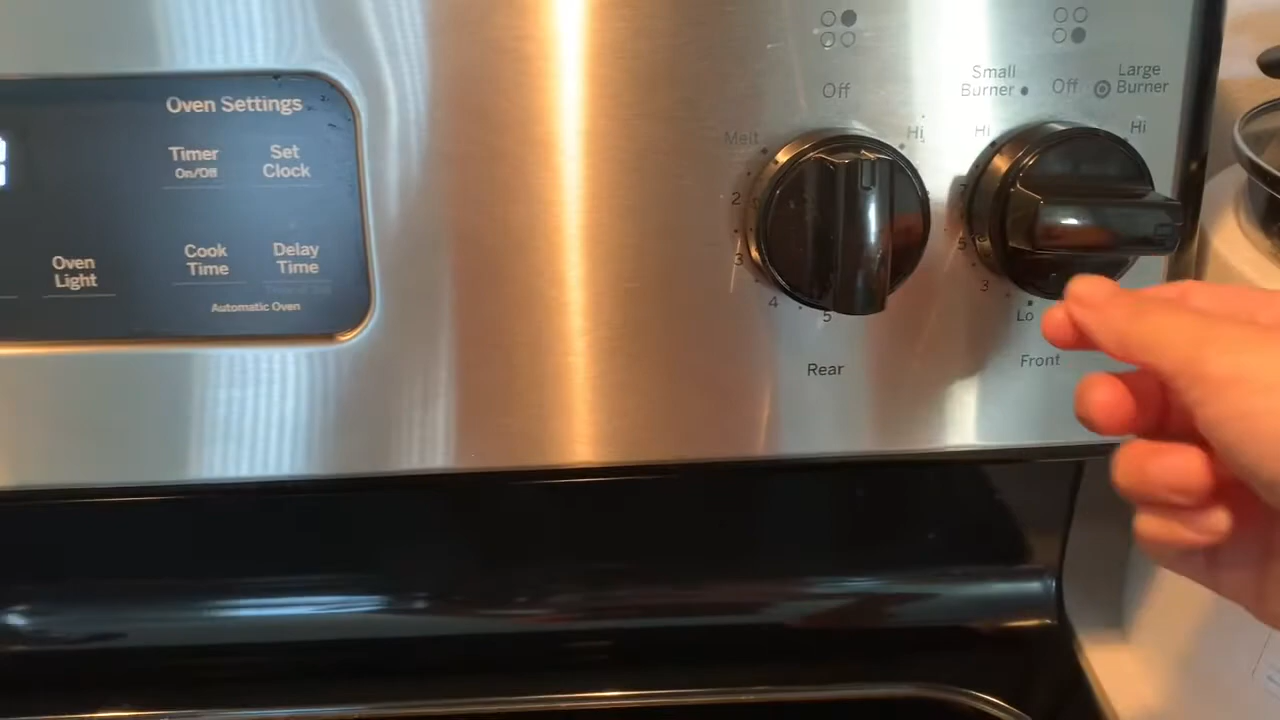 Oven Settings
Timer
On/Off
Set
Clock
Oven
Light
Cook
Time
Delay
Time
Automatic Oven
Off
Melt
Hi
2
3
4
5
Rear
Small
Burner
Off
Large
Burner
Hi
Hi
5
3
Lo
Front